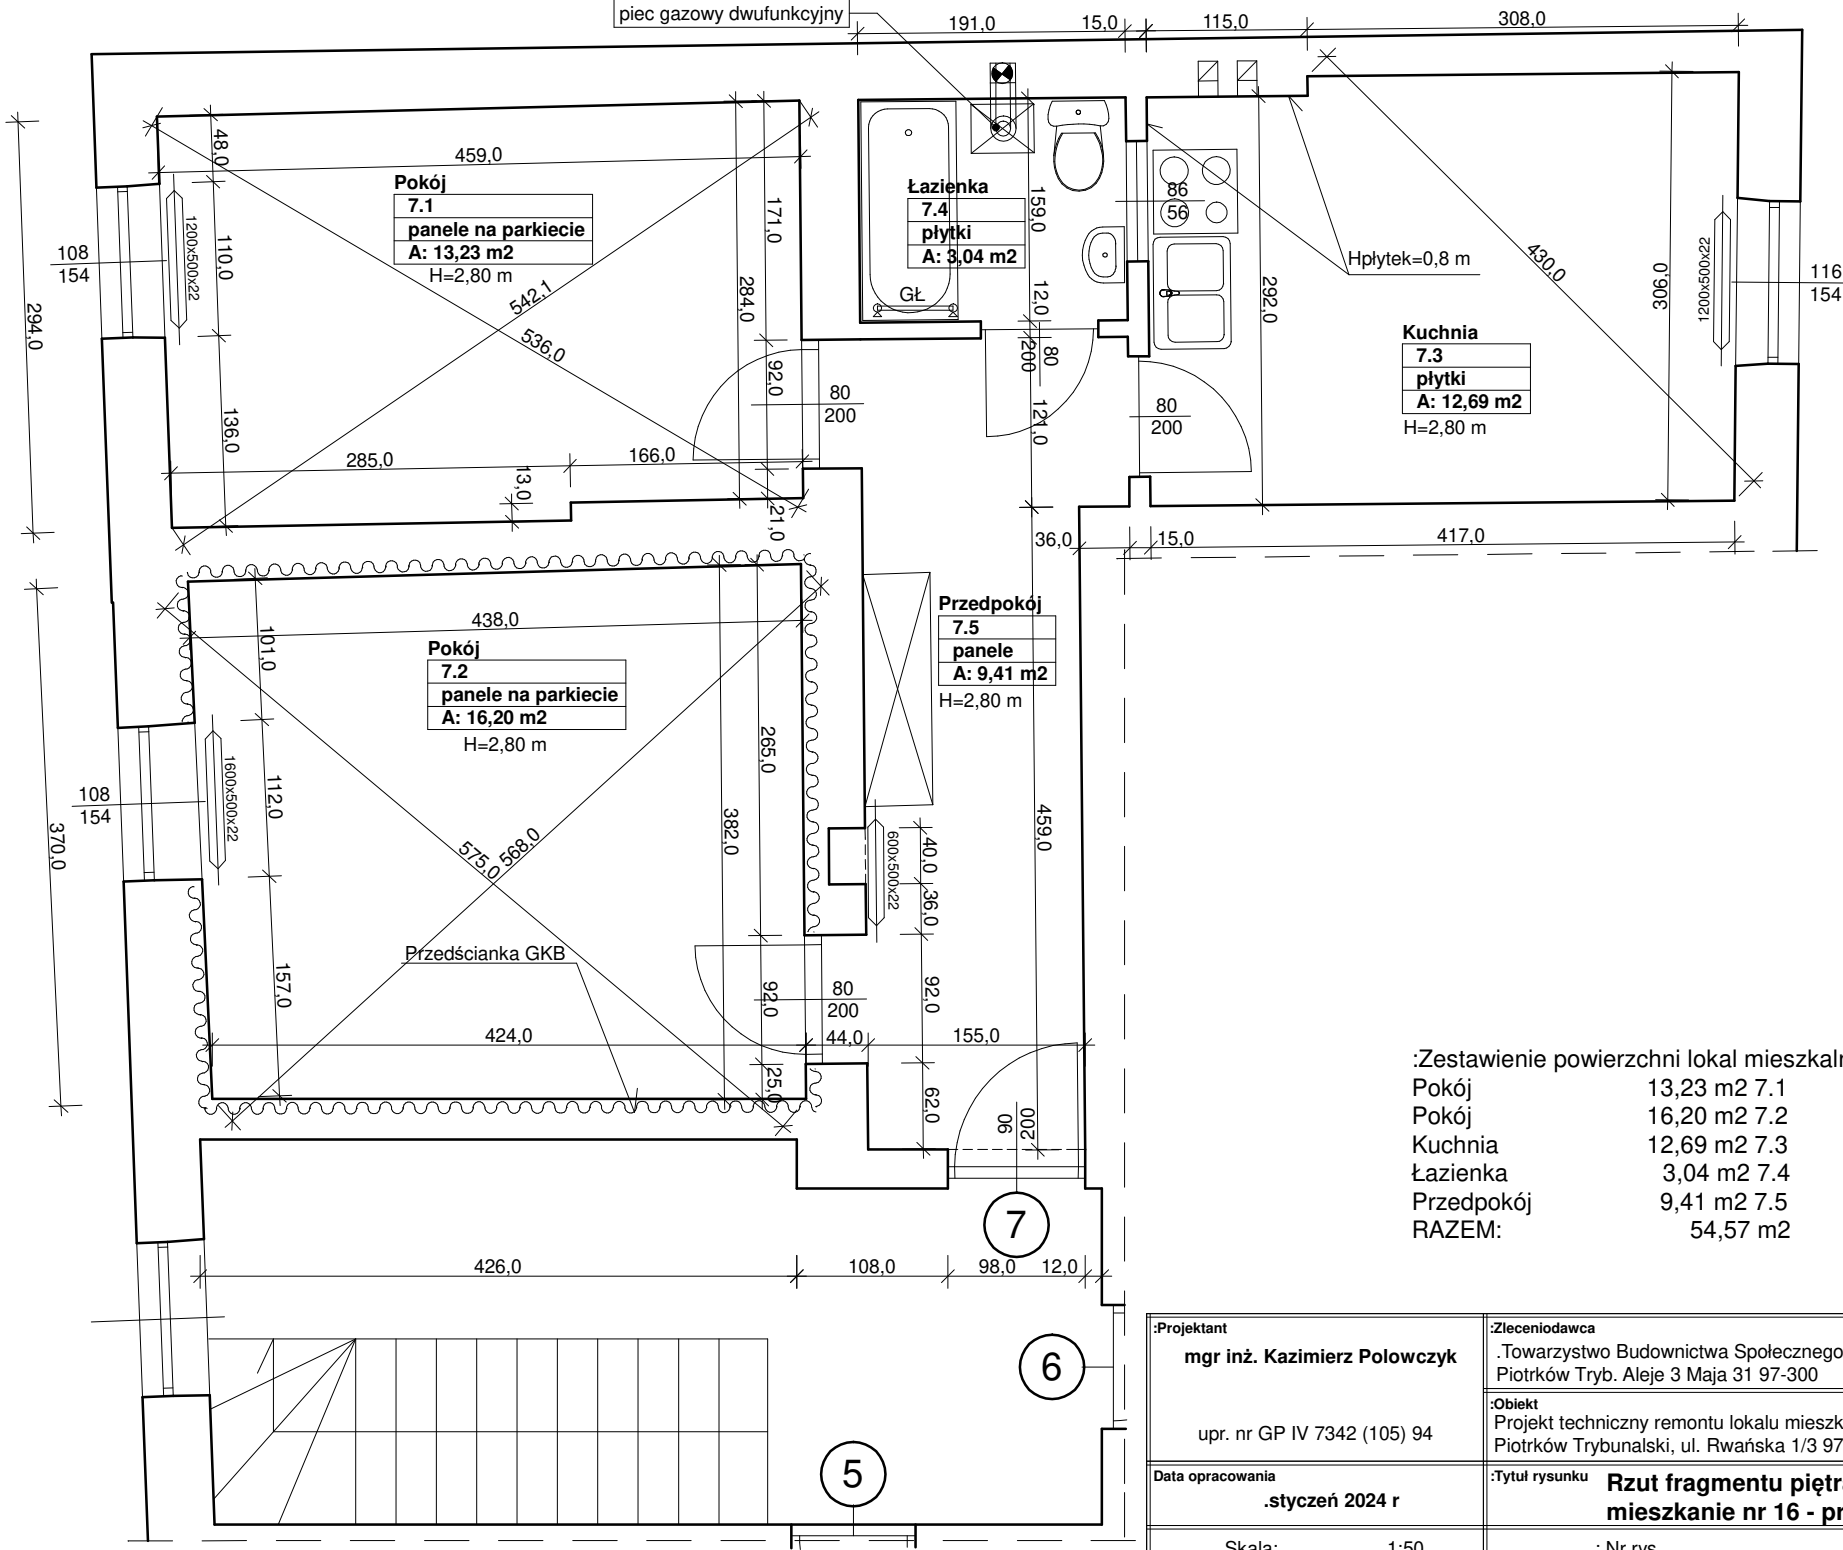 piec gazowy dwufunkcyjny
191,0
15,0
115,0
308,0
48,0
459,0
Pokój
7.1
panele na parkiecie
A: 13,23 m2
H=2,80 m
1200x500x22
110,0
108
154
294,0
136,0
542,1
536,0
171,0
284,0
92,0
80
200
285,0
166,0
13,0
21,0
Łazienka
7.4
płytki
A: 3,04 m2
GŁ
159,0
12,0
80
200
121,0
86
56
292,0
Hpłytek=0,8 m
430,0
306,0
1200x500x22
116
154
Kuchnia
7.3
płytki
A: 12,69 m2
H=2,80 m
80
200
36,0
15,0
417,0
438,0
101,0
Pokój
7.2
panele na parkiecie
A: 16,20 m2
H=2,80 m
1600x500x22
112,0
108
154
370,0
157,0
575,0
568,0
265,0
382,0
Przedścianka GKB
92,0
80
200
424,0
44,0
155,0
25,0
Przedpokój
7.5
panele
A: 9,41 m2
H=2,80 m
600x500x22
40,0
36,0
459,0
92,0
62,0
90
200
7
426,0
108,0
98,0
12,0
6
5
:Zestawienie powierzchni lokal mieszkaln
Pokój 13,23 m2 7.1
Pokój 16,20 m2 7.2
Kuchnia 12,69 m2 7.3
Łazienka 3,04 m2 7.4
Przedpokój 9,41 m2 7.5
RAZEM: 54,57 m2
:Projektant
mgr inż. Kazimierz Polowczyk
upr. nr GP IV 7342 (105) 94
:Zleceniodawca
.Towarzystwo Budownictwa Społecznego
Piotrków Tryb. Aleje 3 Maja 31 97-300
:Obiekt
Projekt techniczny remontu lokalu mieszk
Piotrków Trybunalski, ul. Rwańska 1/3 97
Data opracowania
.styczeń 2024 r
:Tytuł rysunku
Rzut fragmentu piętra
mieszkanie nr 16 - pr
Skala: 1:50
: Nr rys